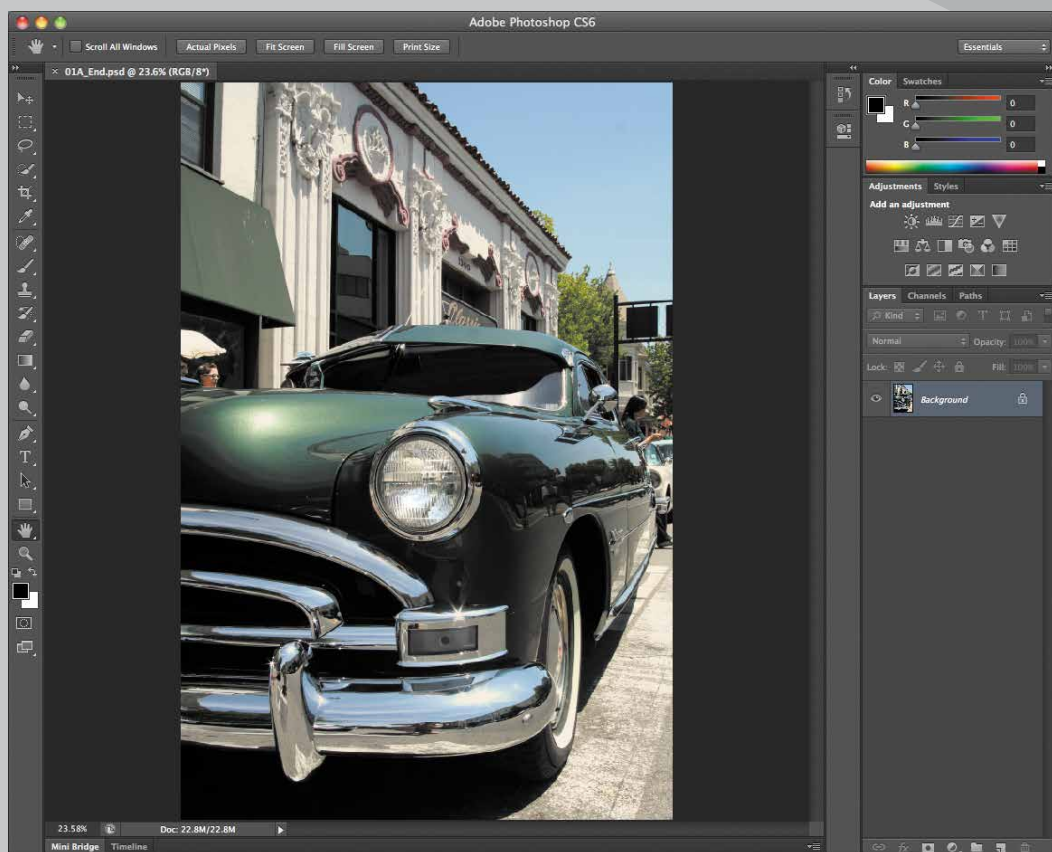 Adobe Photoshop CS6
Scroll All Windows Actual Pixels Fit Screen Fill Screen Print Size Essentials
× 01A_End.psd @ 23.6% (RGB/8*)
Color Swatches
R 0
G 0
B 0
Adjustments Styles
Add an adjustment
Layers Channels Paths
Kind
Normal Opacity: 100%
Lock: Fill: 100%
Background
T
23.58% Doc: 22.8M/22.8M
Mini Bridge Timeline
fx